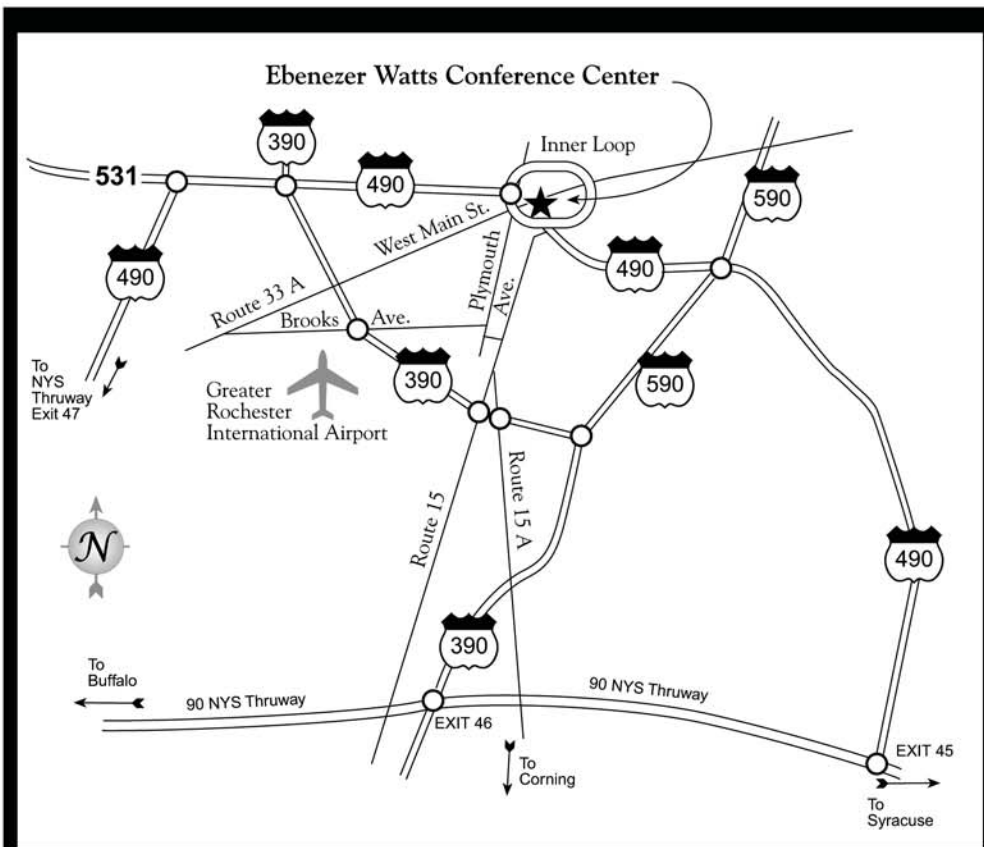 Ebenezer Watts Conference Center
390
Inner Loop
531
490
590
West Main St.
490
490
Plymouth
Ave.
Route 33 A
Brooks Ave.
To
NYS
Thruway
Exit 47
390
590
Greater
Rochester
International Airport
Route 15
Route 15 A
N
490
390
To
Buffalo
90 NYS Thruway
90 NYS Thruway
EXIT 46
EXIT 45
To
Corning
To
Syracuse